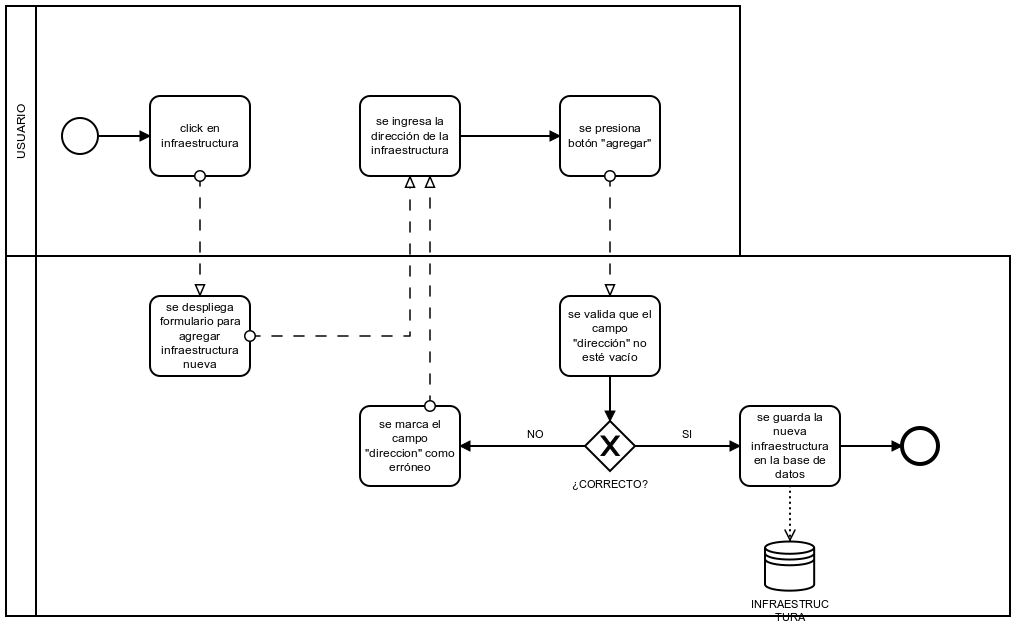 USUARIO
click en
infraestructura
se ingresa la
dirección de la
infraestructura
se presiona
botón "agregar"
se despliega
formulario para
agregar
infraestructura
nueva
se valida que el
campo
"dirección" no
esté vacío
se marca el
campo
"direccion" como
erróneo
NO
SI
¿CORRECTO?
se guarda la
nueva
infraestructura
en la base de
datos
INFRAESTRUC
TURA